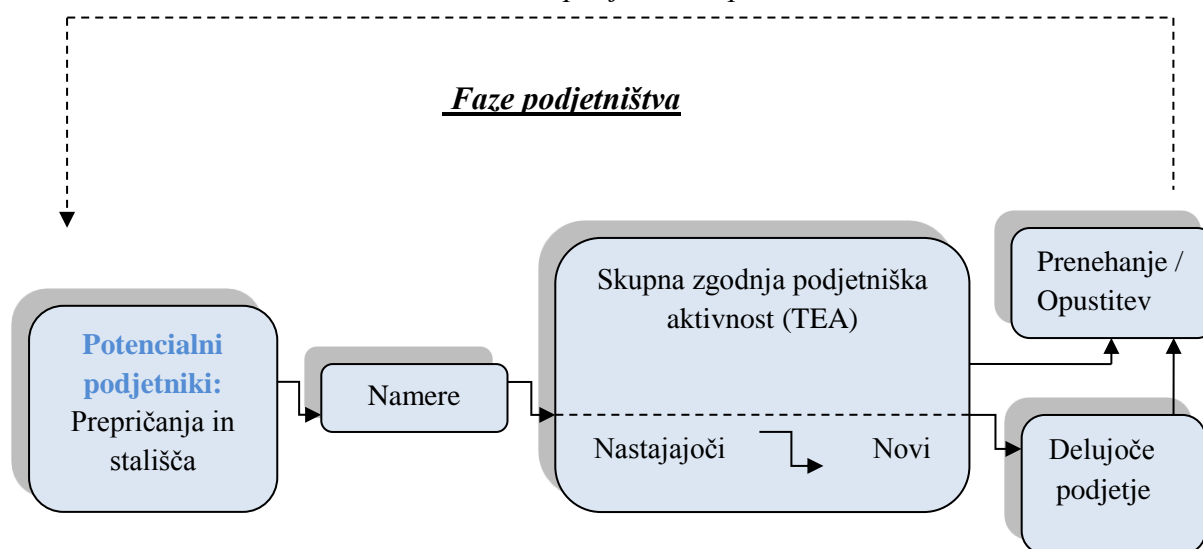 Faze podjetništva
Potencialni
podjetniki:
Prepričanja in
stališča
Namere
Skupna zgodnja podjetniška
aktivnost (TEA)
Nastajajoči
Novi
Prenehanje /
Opustitev
Delujoče
podjetje